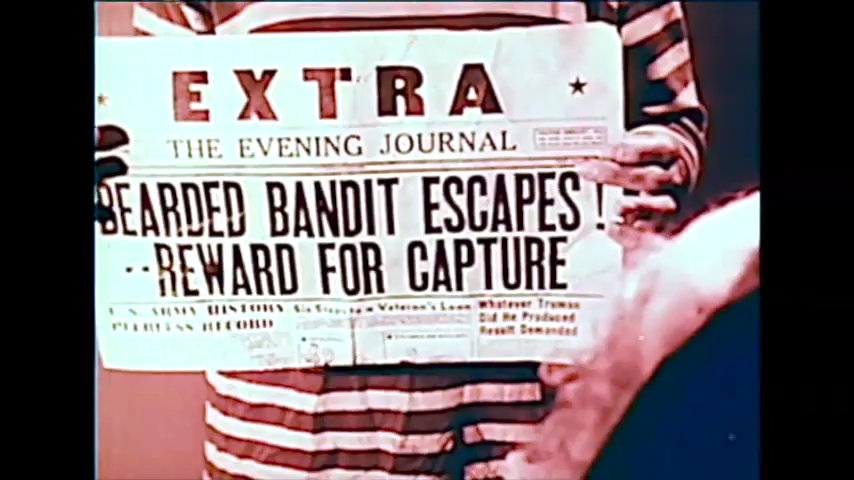 EXTRA
THE EVENING JOURNAL
BEARDED BANDIT ESCAPES!
--REWARD FOR CAPTURE
U.S. ARMY HISTORY
PEERLESS RECORD
Veteran's Loan
Whatever Truman
Did He Produced
Result Demanded